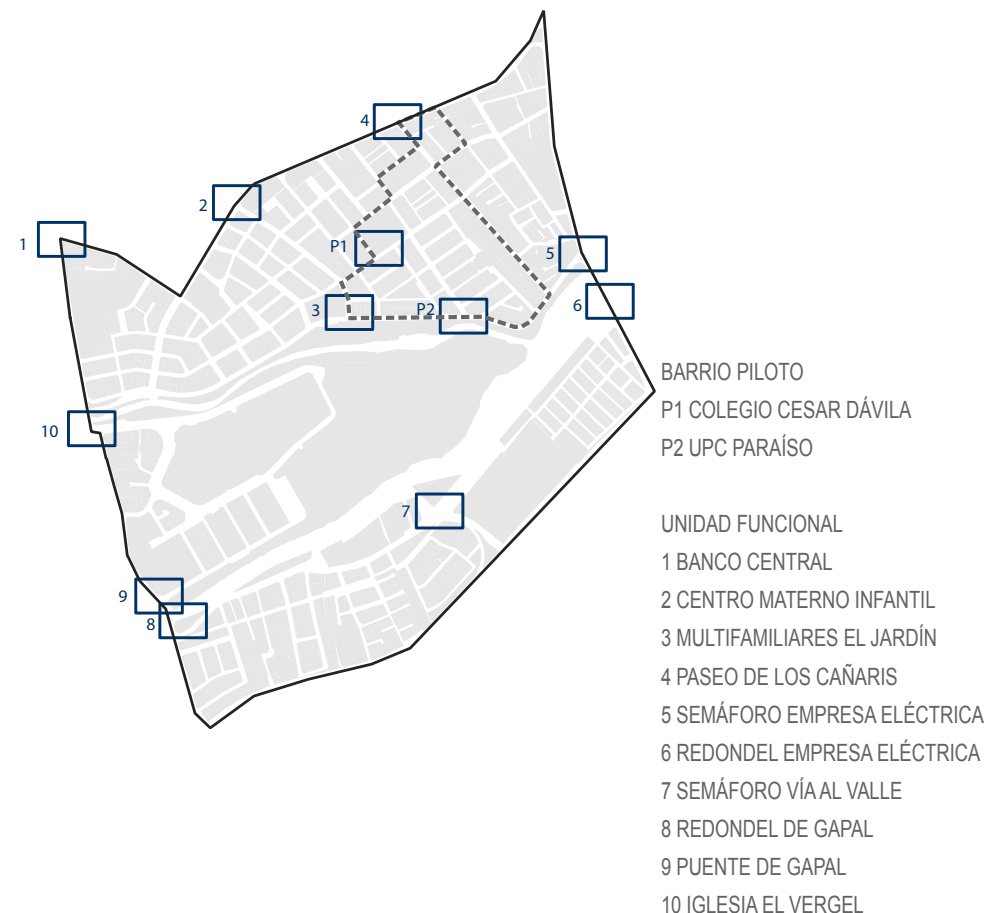 4
2
1
P1
5
6
3
P2
10
7
9
8
BARRIO PILOTO
P1 COLEGIO CESAR DÁVILA
P2 UPC PARAÍSO
UNIDAD FUNCIONAL
1 BANCO CENTRAL
2 CENTRO MATERNO INFANTIL
3 MULTIFAMILIARES EL JARDÍN
4 PASEO DE LOS CAÑARIS
5 SEMÁFORO EMPRESA ELÉCTRICA
6 REDONDEL EMPRESA ELÉCTRICA
7 SEMÁFORO VÍA AL VALLE
8 REDONDEL DE GAPAL
9 PUENTE DE GAPAL
10 IGLESIA EL VERGEL